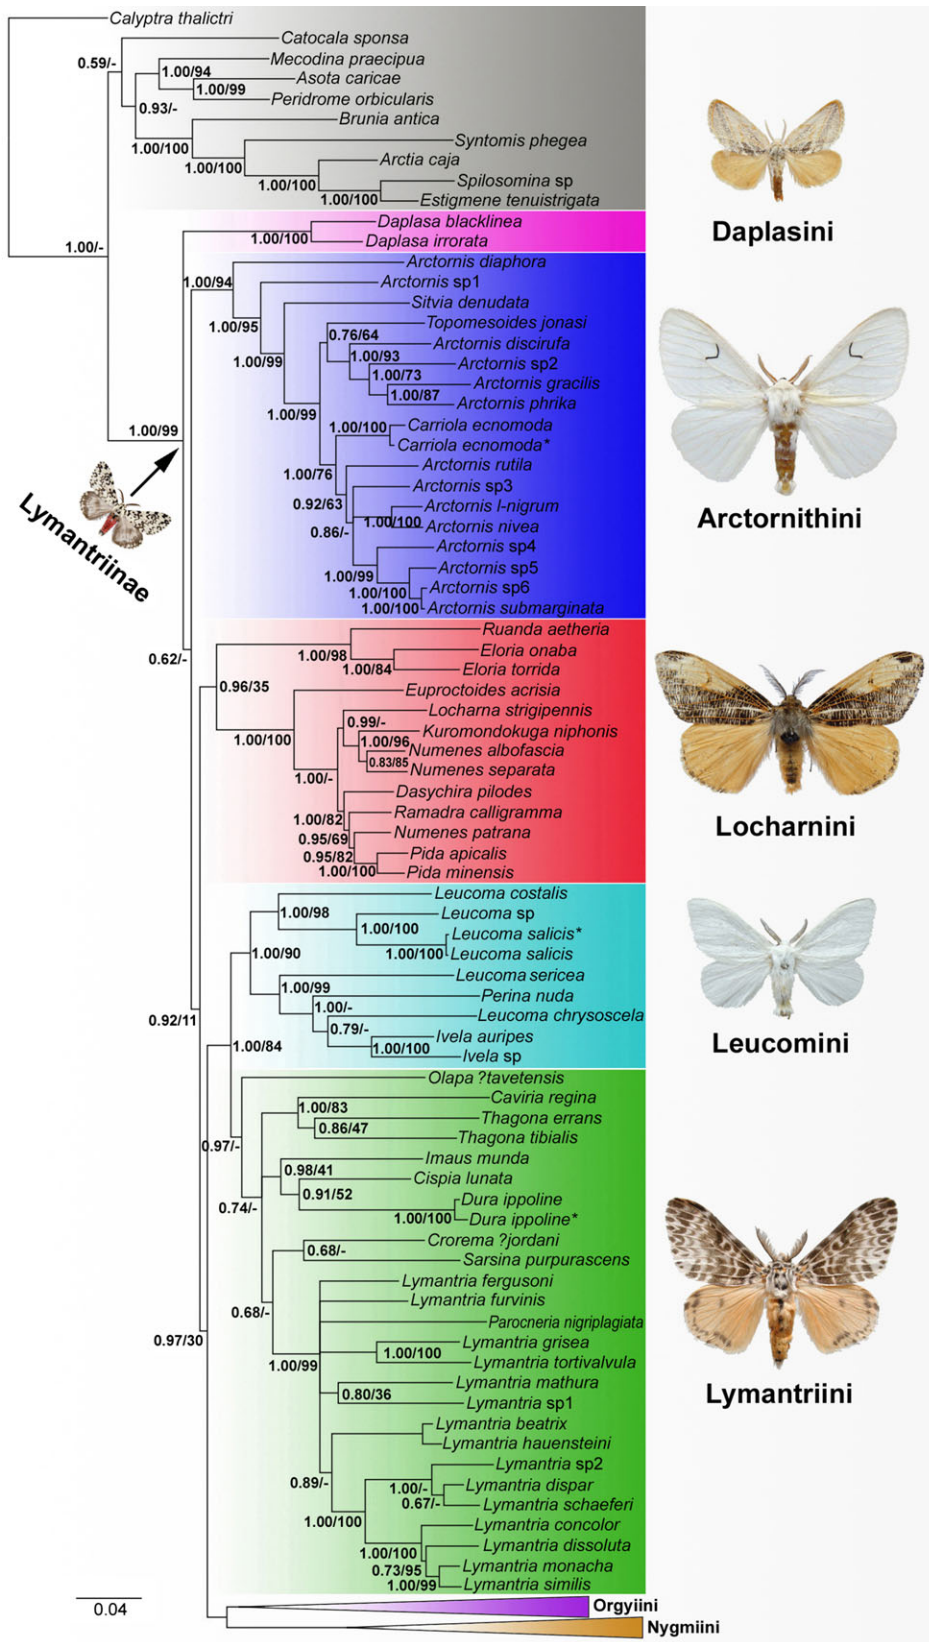 Calyptra thalictri
Catocala sponsa
0.59/-
Mecodina praecipua
1.00/94
Asota caricae
1.00/99
Peridrome orbicularis
0.93/-
Brunia antica
1.00/100
Syntomis phegea
1.00/100
Arctia caja
1.00/100
Spilosomina sp
1.00/100
Estigmene tenuistrigata
Daplasini
Daplasa blacklinea
1.00/100
Daplasa irrorata
1.00/-
Arctornis diaphora
1.00/94
Arctornis sp1
Sitvia denudata
1.00/95
Topomesoides jonasi
0.76/64
Arctornis discirufa
1.00/93
1.00/99
Arctornis sp2
1.00/73
Arctornis gracilis
1.00/87
Arctornis phrika
1.00/99
Carriola ecnomoda
1.00/100
Carriola ecnomoda*
1.00/99
Arctornis rutila
1.00/76
Arctornis sp3
0.92/63
Arctornis l-nigrum
1.00/100
Arctornis nivea
0.86/-
Arctornithini
Arctornis sp4
Arctornis sp5
1.00/99
Arctornis sp6
1.00/100
1.00/100
Arctornis submarginata
Lymantriinae
Ruanda aetheria
Eloria onaba
1.00/98
0.62/-
Eloria torrida
1.00/84
0.96/35
Euproctoides acrisia
Locharna strigipennis
0.99/-
Kuromondokuga niphonis
1.00/100
1.00/96
Numenes albofascia
0.83/85
Numenes separata
1.00/-
Dasychira pilodes
Ramadra calligramma
1.00/82
Locharnini
Numenes patrana
0.95/69
Pida apicalis
0.95/82
1.00/100
Pida minensis
Leucoma costalis
1.00/98
Leucoma sp
1.00/100
Leucoma salicis*
1.00/90
1.00/100
Leucoma salicis
Leucoma sericea
1.00/99
Perina nuda
1.00/-
Leucoma chrysoscela
0.92/11
0.79/-
Ivela auripes
1.00/84
1.00/100
Leucomini
Ivela sp
Olapa ?tavetensis
Caviria regina
1.00/83
Thagona errans
0.86/47
Thagona tibialis
0.97/-
Imaus munda
0.98/41
Cispia lunata
0.91/52
Dura ippoline
0.74/-
1.00/100
Dura ippoline*
Crorema ?jordani
0.68/-
Sarsina purpurascens
Lymantria fergusoni
Lymantria furvinis
0.68/-
Parocneria nigriplagiata
0.97/30
Lymantria grisea
1.00/100
1.00/99
Lymantria tortivalvula
Lymantria mathura
0.80/36
Lymantriini
Lymantria sp1
Lymantria beatrix
Lymantria hauensteini
Lymantria sp2
0.89/-
Lymantria dispar
1.00/-
0.67/-
Lymantria schaeferi
1.00/100
Lymantria concolor
Lymantria dissoluta
1.00/100
Lymantria monacha
0.73/95
1.00/99
Lymantria similis
0.04
Orgyiini
Nygmiini